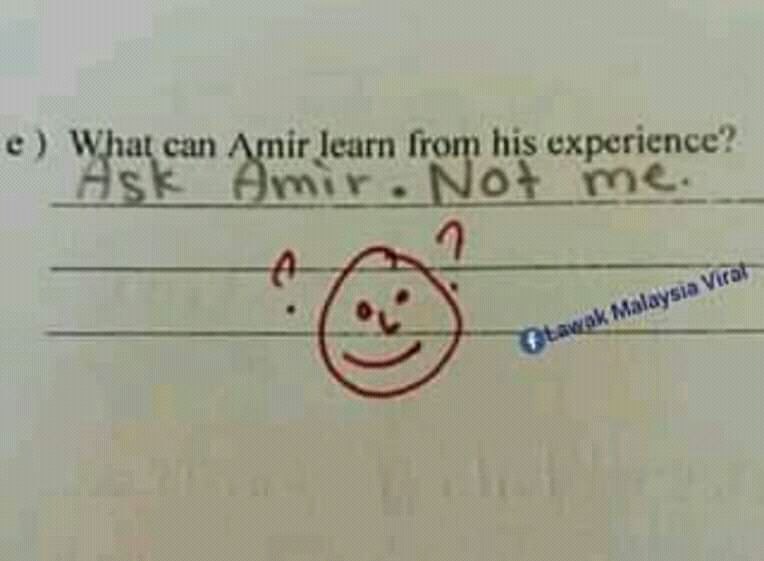 e) What can Amir learn from his experience?
Ask Amir. Not me.
? ?
Lawak Malaysia Viral